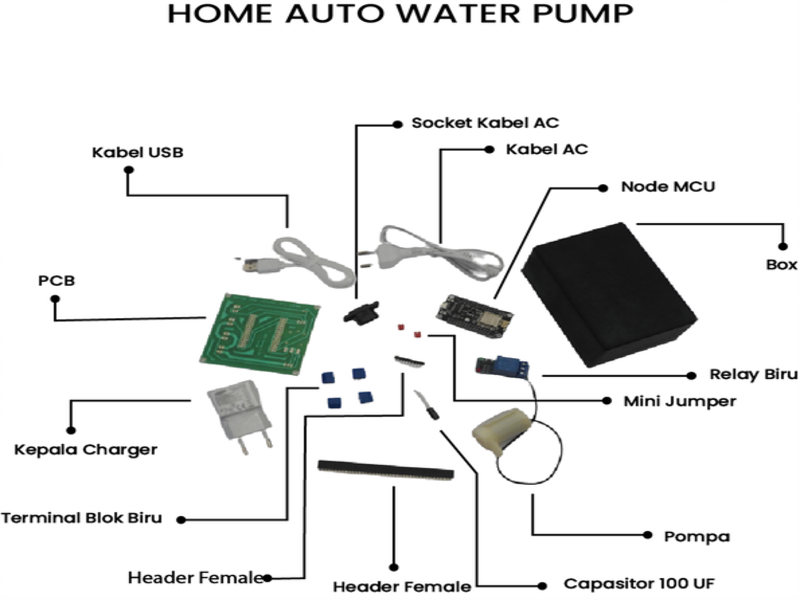 HOME AUTO WATER PUMP
Socket Kabel AC
Kabel AC
Kabel USB
Node MCU
Box
PCB
Relay Biru
Mini Jumper
Kepala Charger
Terminal Blok Biru
Pompa
Header Female
Header Female
Capasitor 100 UF